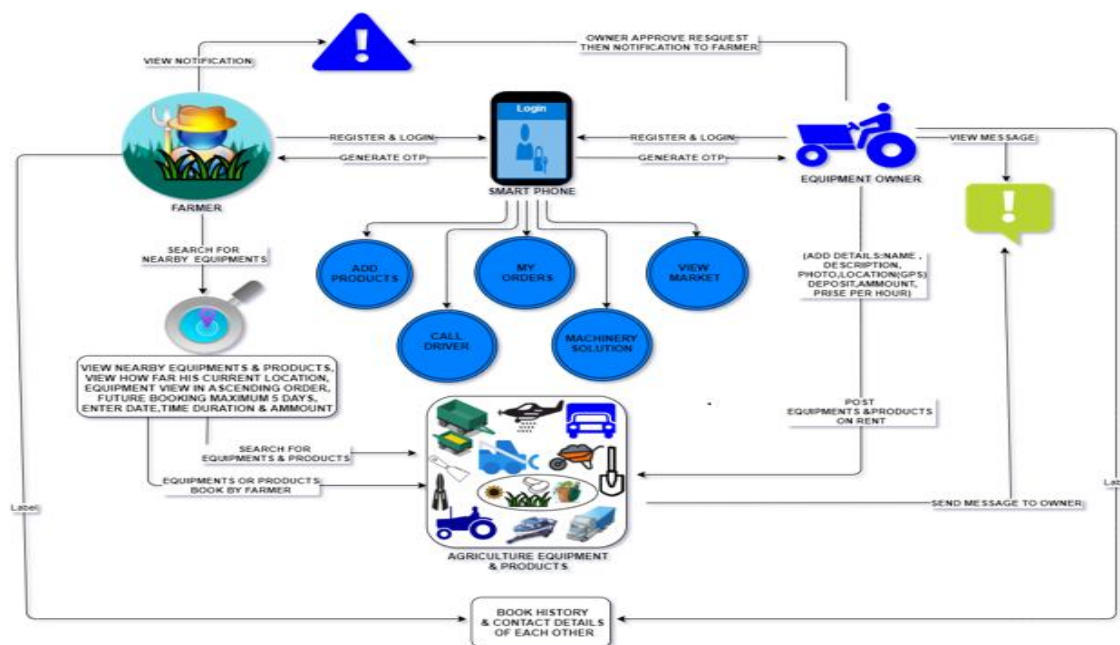 OWNER APPROVE RESQUEST
THEN NOTIFICATION TO FARMER
VIEW NOTIFICATION
Login
REGISTER & LOGIN
REGISTER & LOGIN
VIEW MESSAGE
GENERATE OTP
GENERATE OTP
SMART PHONE
EQUIPMENT OWNER
FARMER
SEARCH FOR
NEARBY EQUIPMENTS
ADD
PRODUCTS
MY
ORDERS
VIEW
MARKET
(ADD DETAILS:NAME ,
DESCRIPTION,
PHOTO,LOCATION(GPS)
DEPOSIT,AMMOUNT,
PRISE PER HOUR)
CALL
DRIVER
MACHINERY
SOLUTION
VIEW NEARBY EQUIPMENTS & PRODUCTS,
VIEW HOW FAR HIS CURRENT LOCATION,
EQUIPMENT VIEW IN ASCENDING ORDER,
FUTURE BOOKING MAXIMUM 5 DAYS,
ENTER DATE,TIME DURATION & AMMOUNT
POST
EQUIPMENTS &PRODUCTS
ON RENT
SEARCH FOR
EQUIPMENTS & PRODUCTS
EQUIPMENTS OR PRODUCTS
BOOK BY FARMER
Label
SEND MESSAGE TO OWNER
Lab
AGRICULTURE EQUIPMENT
& PRODUCTS
BOOK HISTORY
& CONTACT DETAILS
OF EACH OTHER